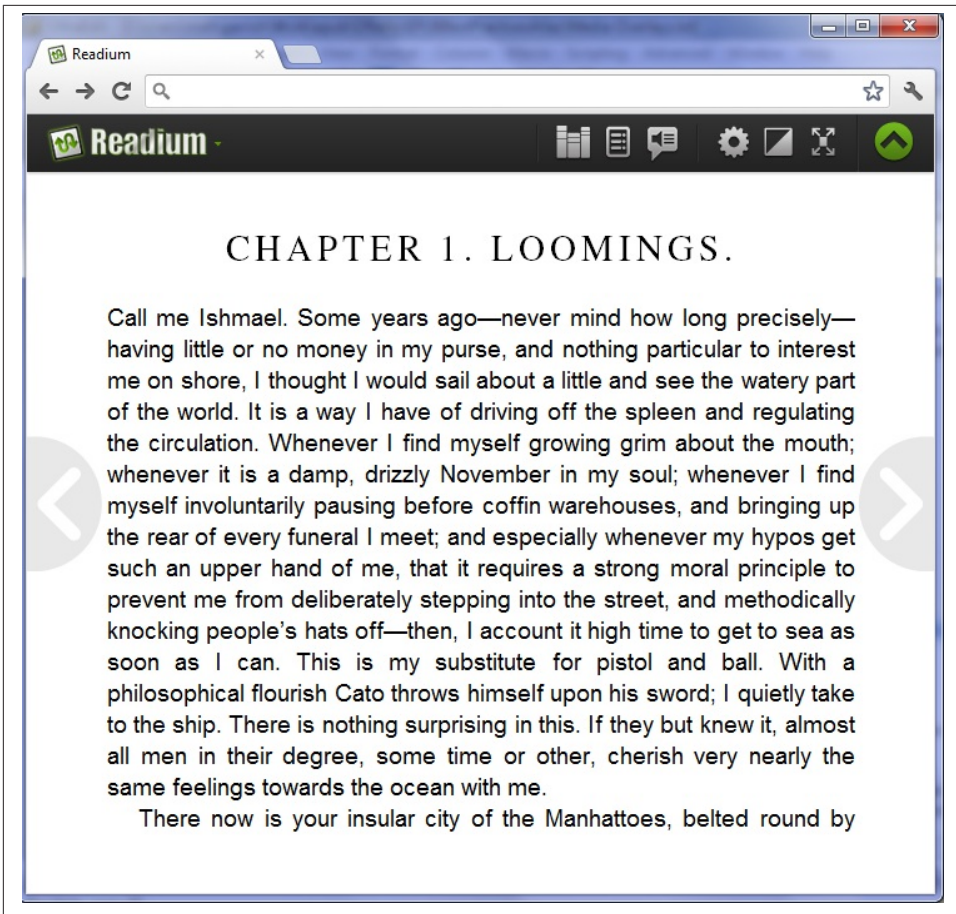 Readium
Readium
CHAPTER 1. LOOMINGS.
Call me Ishmael. Some years ago—never mind how long precisely—
having little or no money in my purse, and nothing particular to interest
me on shore, I thought I would sail about a little and see the watery part
of the world. It is a way I have of driving off the spleen and regulating
the circulation. Whenever I find myself growing grim about the mouth;
whenever it is a damp, drizzly November in my soul; whenever I find
myself involuntarily pausing before coffin warehouses, and bringing up
the rear of every funeral I meet; and especially whenever my hypos get
such an upper hand of me, that it requires a strong moral principle to
prevent me from deliberately stepping into the street, and methodically
knocking people’s hats off—then, I account it high time to get to sea as
soon as I can. This is my substitute for pistol and ball. With a
philosophical flourish Cato throws himself upon his sword; I quietly take
to the ship. There is nothing surprising in this. If they but knew it, almost
all men in their degree, some time or other, cherish very nearly the
same feelings towards the ocean with me.
There now is your insular city of the Manhattoes, belted round by